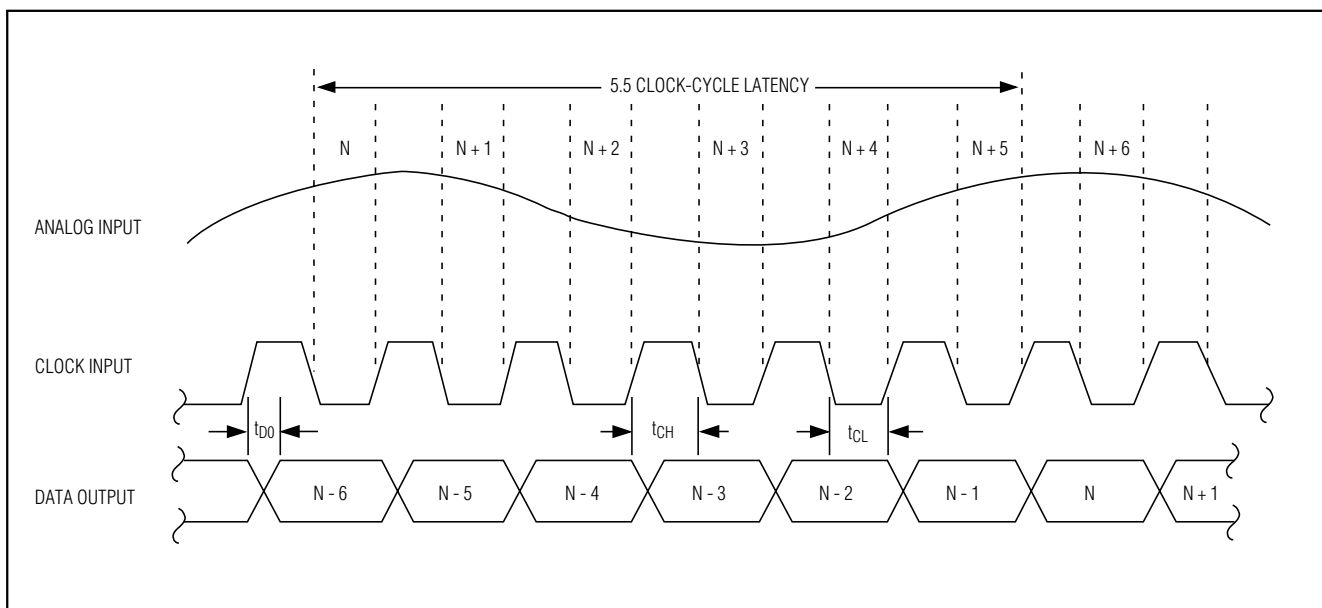 5.5 CLOCK-CYCLE LATENCY
N N + 1 N + 2 N + 3 N + 4 N + 5 N + 6
ANALOG INPUT
CLOCK INPUT
tD0 tCH tCL
DATA OUTPUT N - 6 N - 5 N - 4 N - 3 N - 2 N - 1 N N + 1